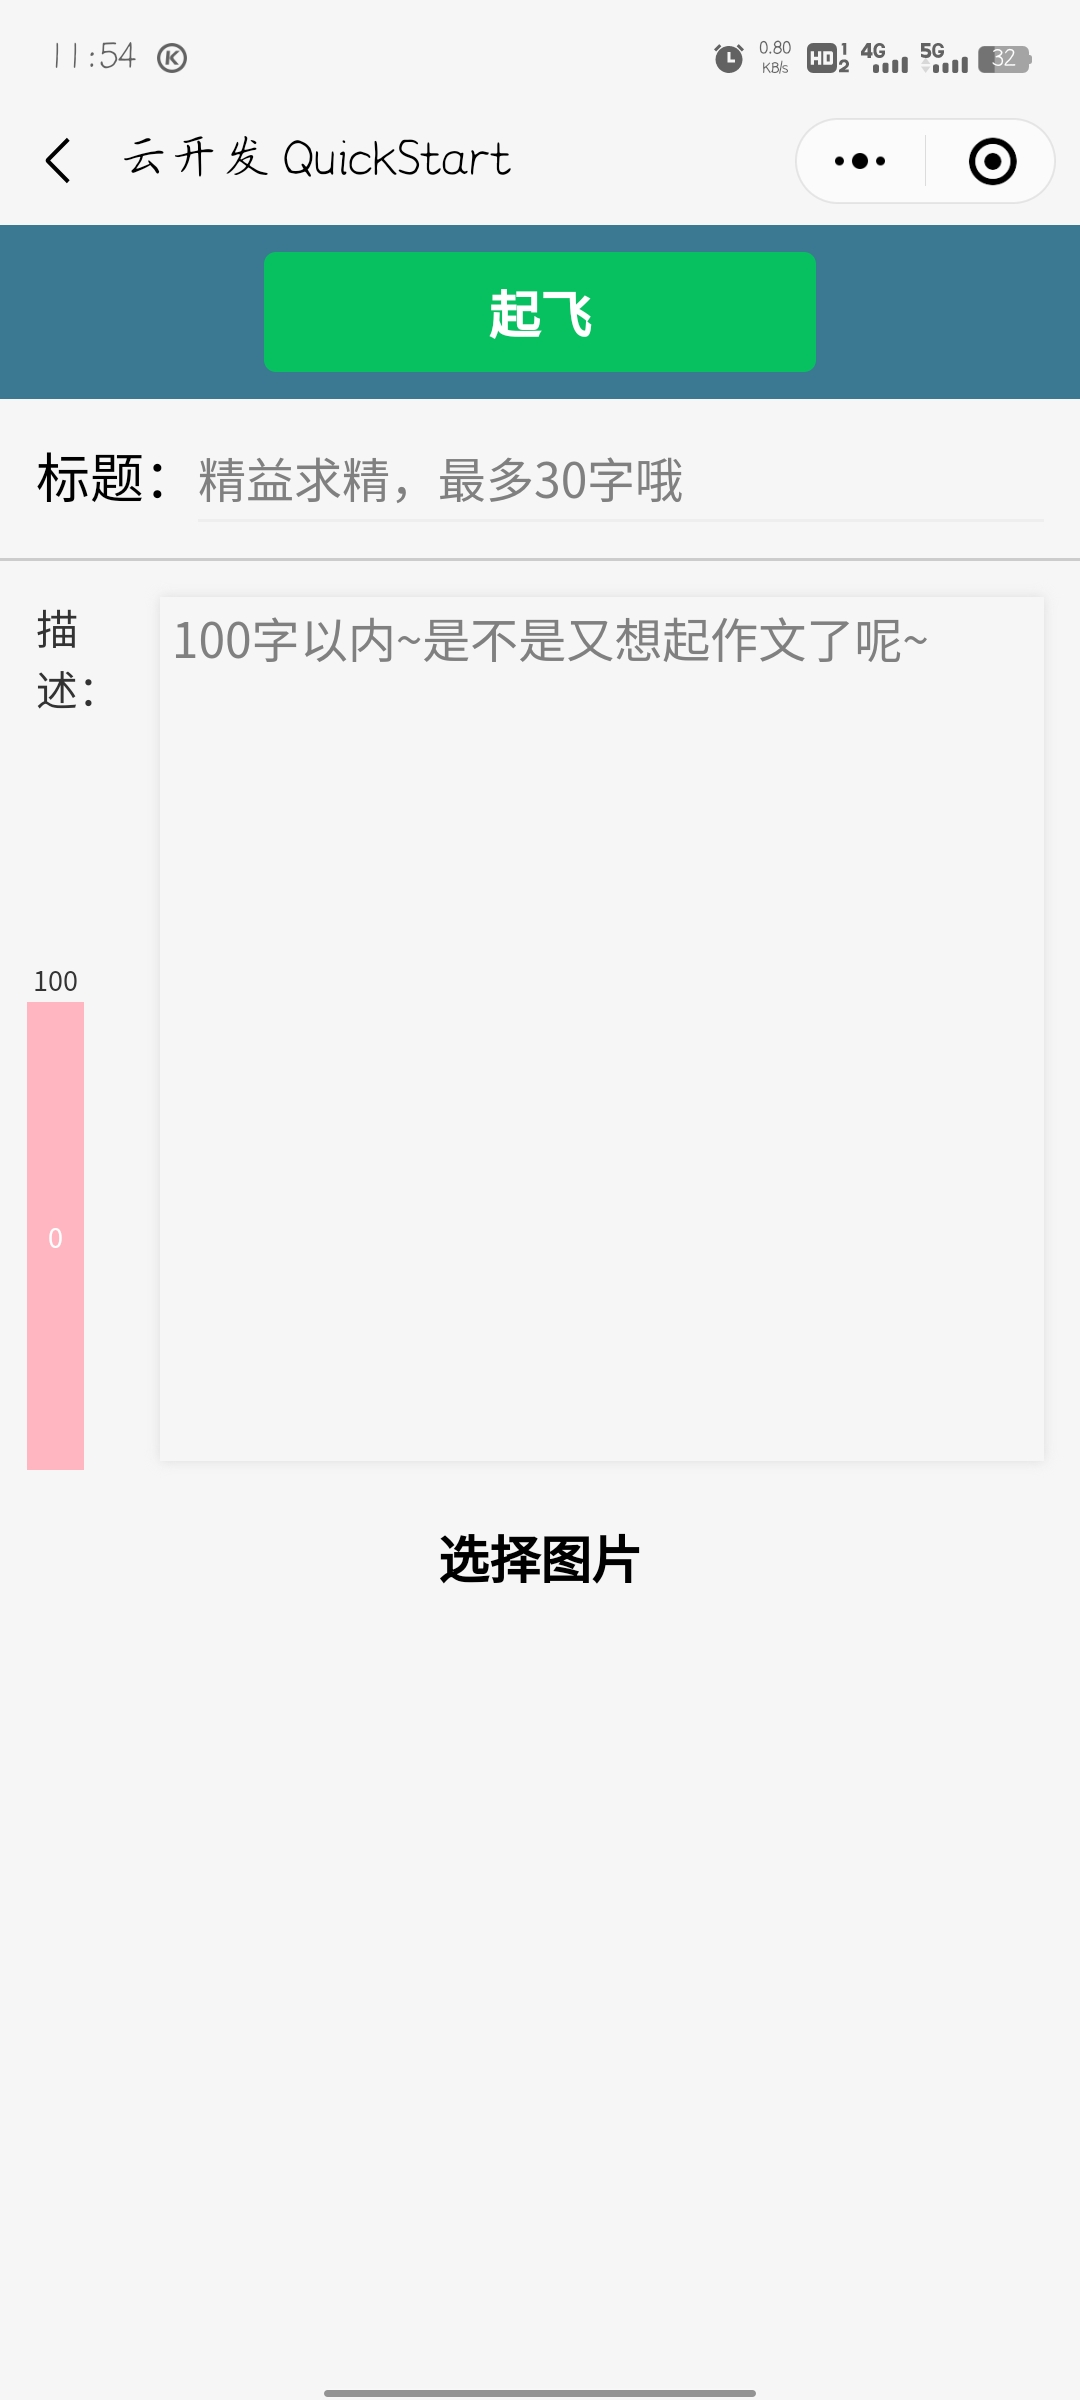 11:54
0.80
KB/s
HD 1 2
4G
5G
32
云开发 QuickStart
起飞
标题：
精益求精，最多30字哦
描
述：
100字以内~是不是又想起作文了呢~
100
0
选择图片